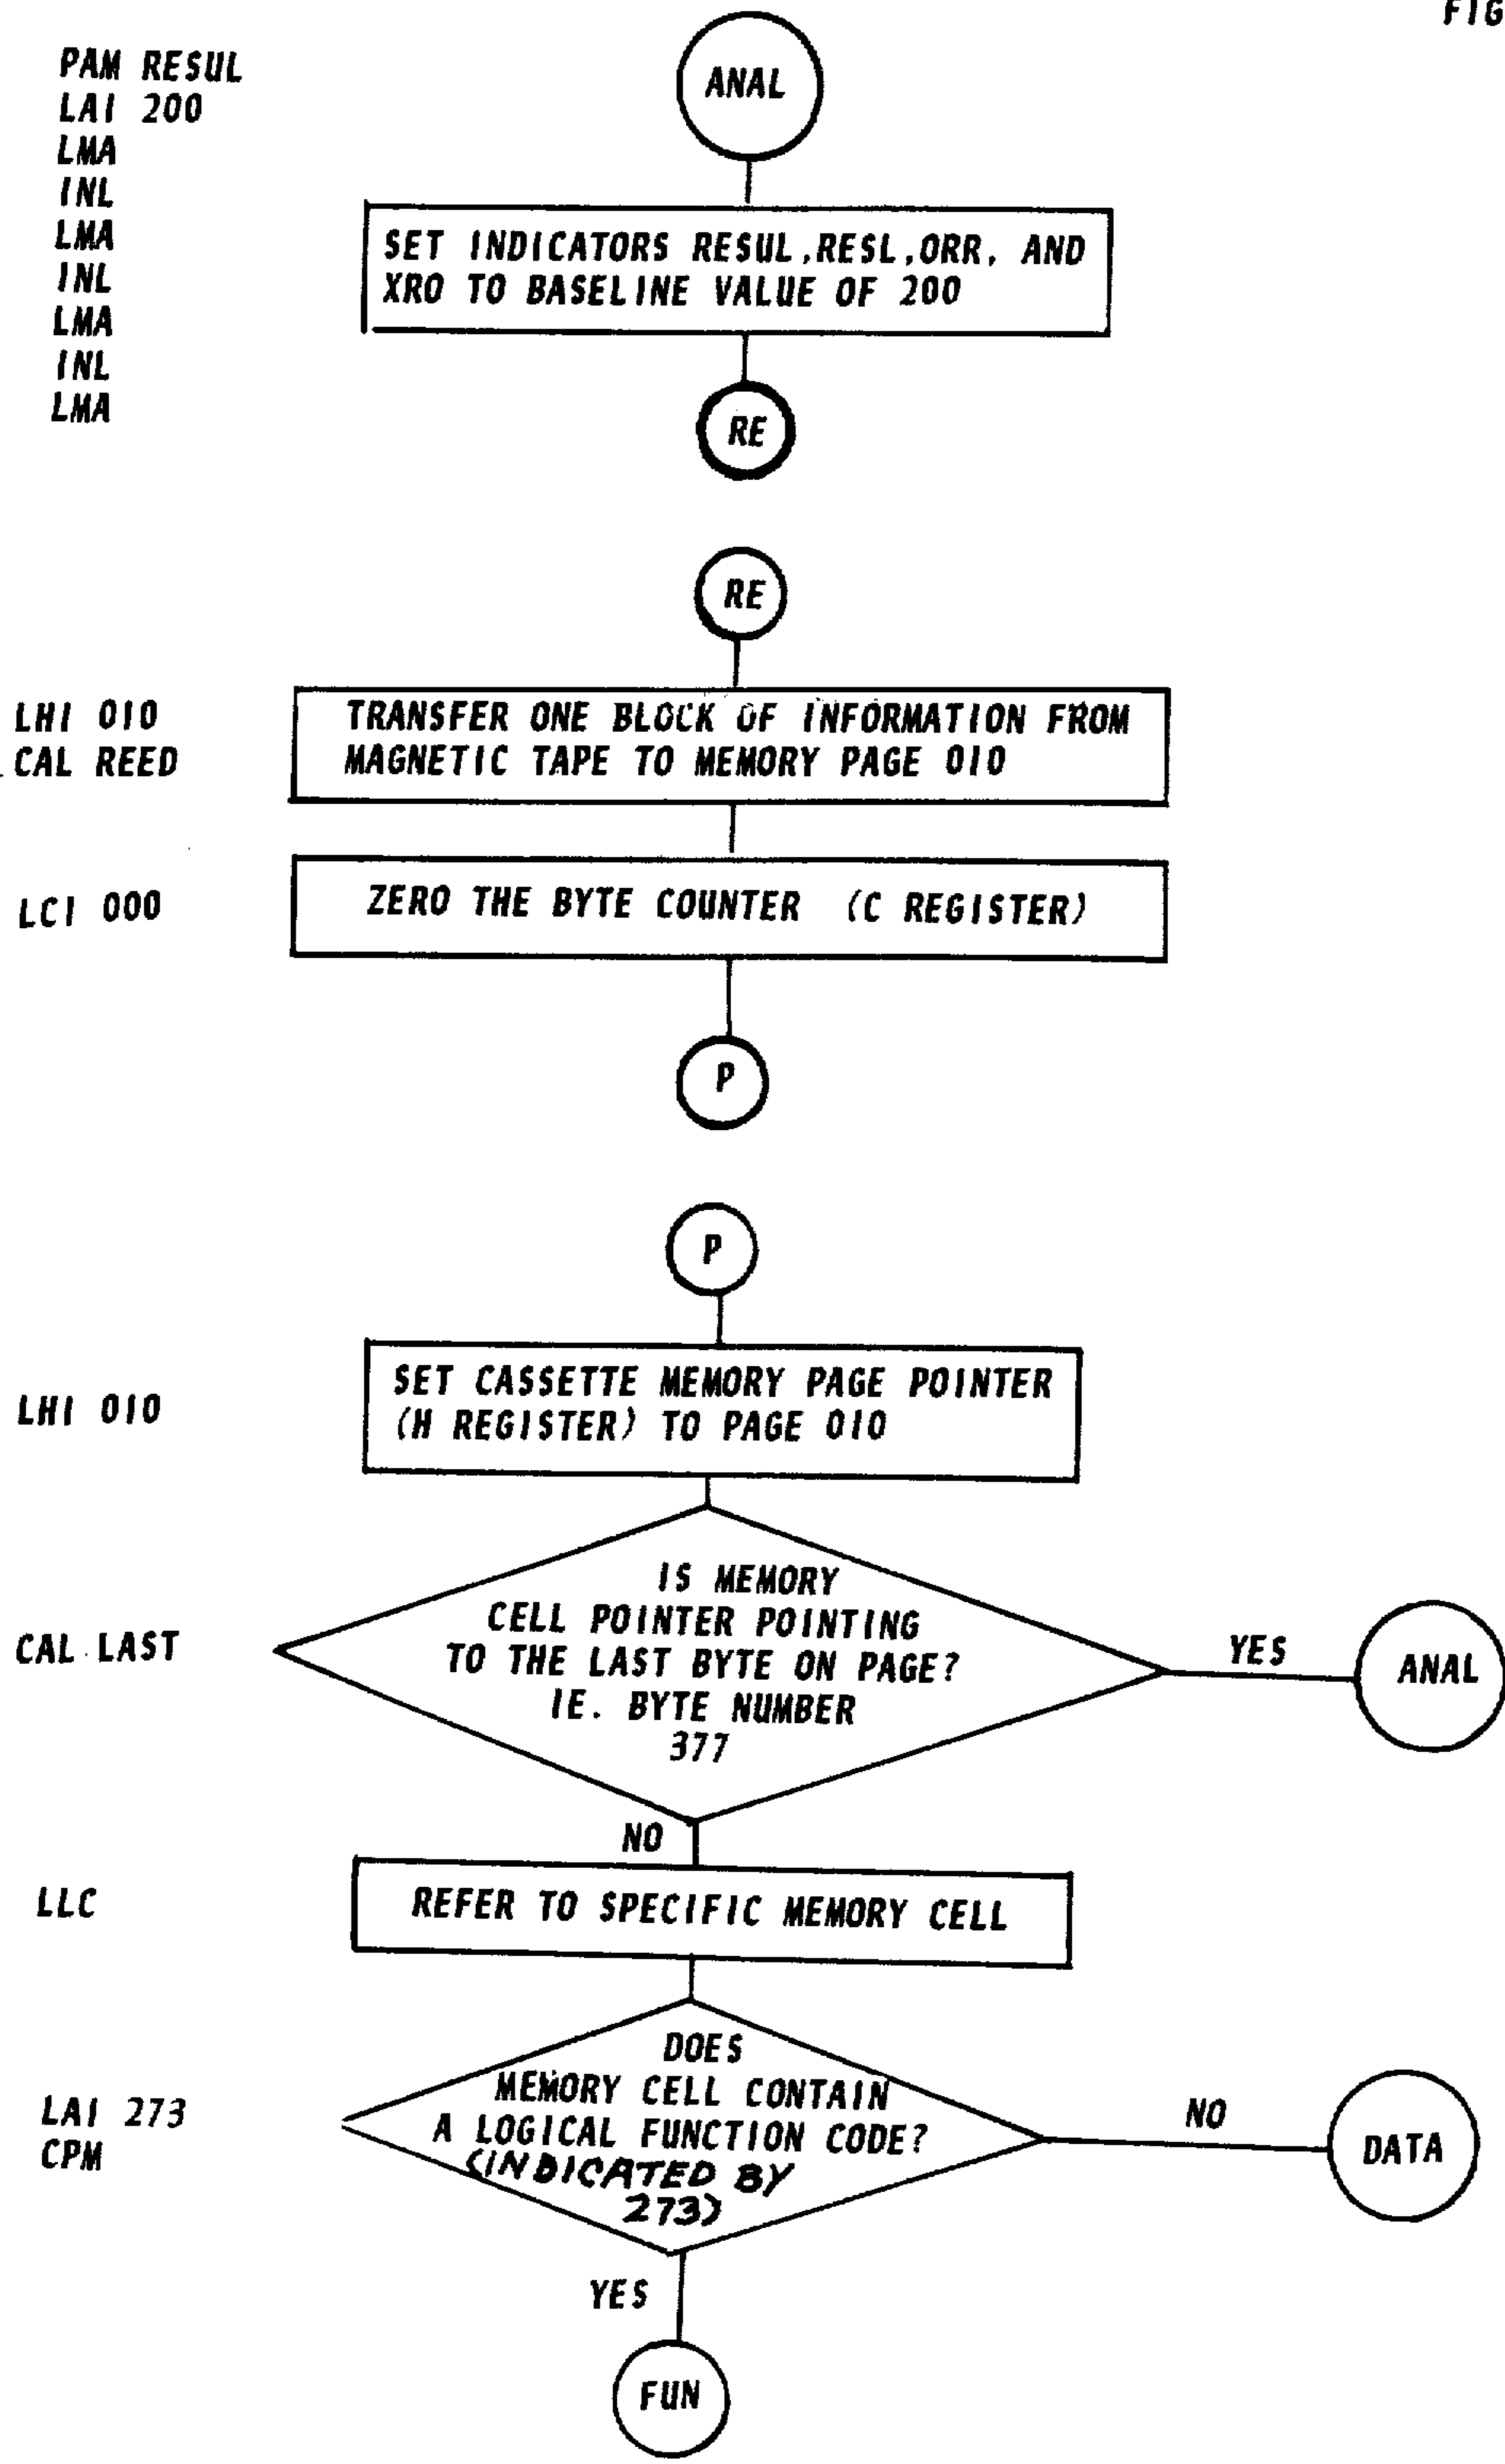 FIG
PAM RESUL
LAI 200
LMA
INL
LMA
INL
LMA
INL
LMA
ANAL
SET INDICATORS RESUL,RESL,ORR, AND
XRO TO BASELINE VALUE OF 200
RE
RE
LHI 010
CAL REED
TRANSFER ONE BLOCK OF INFORMATION FROM
MAGNETIC TAPE TO MEMORY PAGE 010
LCI 000
ZERO THE BYTE COUNTER (C REGISTER)
P
P
LHI 010
SET CASSETTE MEMORY PAGE POINTER
(H REGISTER) TO PAGE 010
CAL LAST
IS MEMORY
CELL POINTER POINTING
TO THE LAST BYTE ON PAGE?
IE. BYTE NUMBER
377
YES
ANAL
NO
LLC
REFER TO SPECIFIC MEMORY CELL
LAI 273
CPM
DOES
MEMORY CELL CONTAIN
A LOGICAL FUNCTION CODE?
(INDICATED BY
273)
NO
DATA
YES
FUN